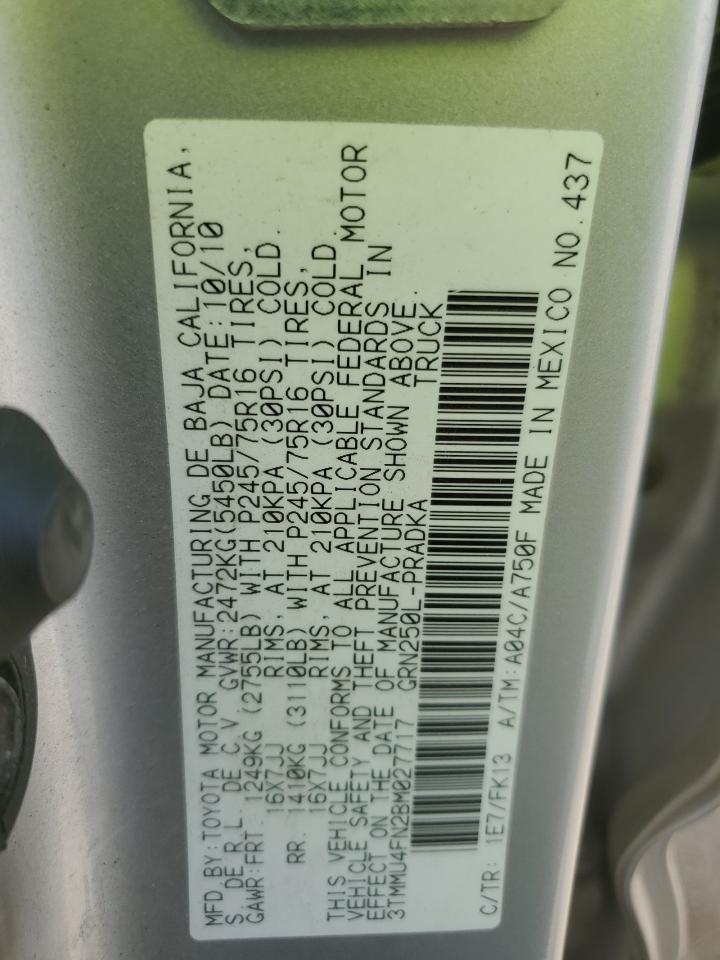 MFD.BY:TOYOTA MOTOR MANUFACTURING DE BAJA CALIFORNIA,
S. DE R.L. DE C.V. GVWR:2472KG(5450LB) DATE:10/10
GAWR:FRT. 1249KG (2755LB) WITH P245/75R16 TIRES,
16X7JJ RIMS, AT 210KPA (30PSI) COLD.
RR. 1410KG (3110LB) WITH P245/75R16 TIRES,
16X7JJ RIMS, AT 210KPA (30PSI) COLD.
THIS VEHICLE CONFORMS TO ALL APPLICABLE FEDERAL MOTOR
VEHICLE SAFETY AND THEFT PREVENTION STANDARDS IN
EFFECT ON THE DATE OF MANUFACTURE SHOWN ABOVE.
3TMMU4FN2BM027717 GRN250L-PRADKA TRUCK
C/TR: 1E7/FK13 A/TM:A04C/A750F MADE IN MEXICO NO.437